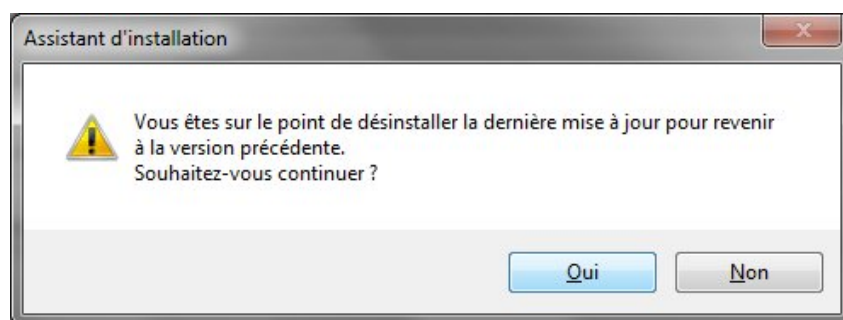 Assistant d'installation
Vous êtes sur le point de désinstaller la dernière mise à jour pour revenir
à la version précédente.
Souhaitez-vous continuer ?
Oui
Non